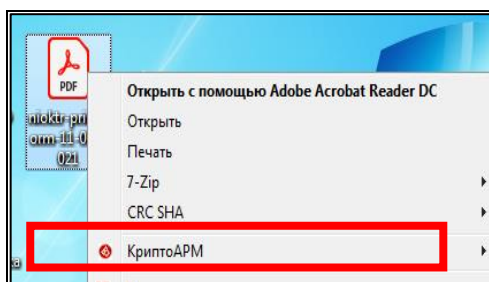 PDF
Открыть с помощью Adobe Acrobat Reader DC
Открыть
Печать
7-Zip
CRC SHA
КриптоАРМ